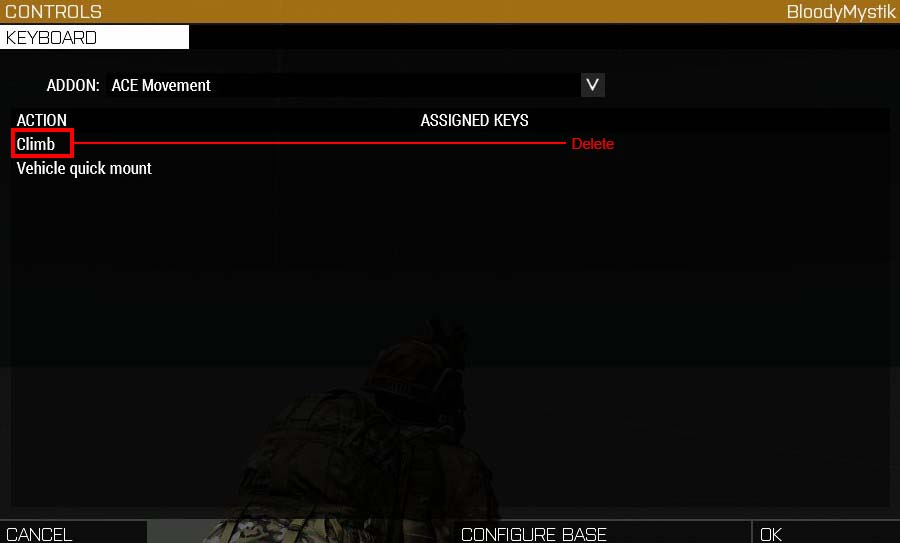 CONTROLS BloodyMystik
KEYBOARD
ADDON: ACE Movement V
ACTION ASSIGNED KEYS
Climb Delete
Vehicle quick mount
CANCEL CONFIGURE BASE OK